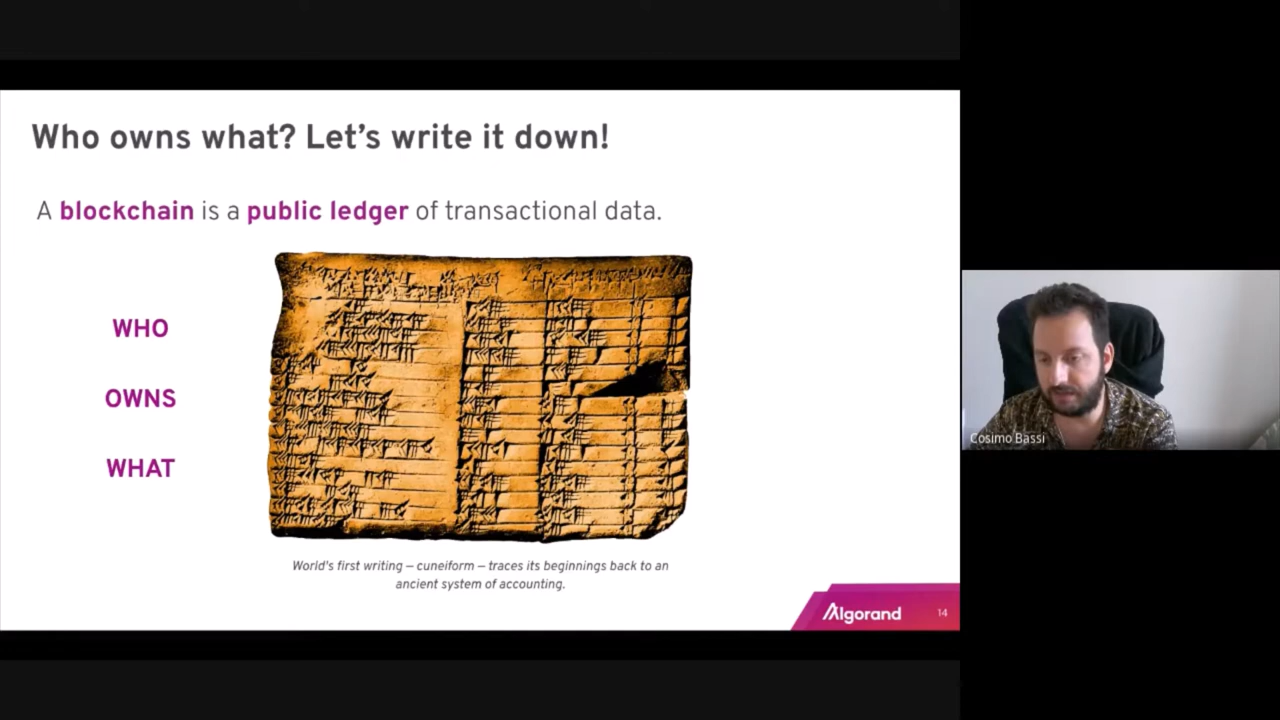 Who owns what? Let's write it down!
A blockchain is a public ledger of transactional data.
WHO
OWNS
WHAT
World's first writing – cuneiform – traces its beginnings back to an
ancient system of accounting.
Algorand
14
Cosimo Bassi